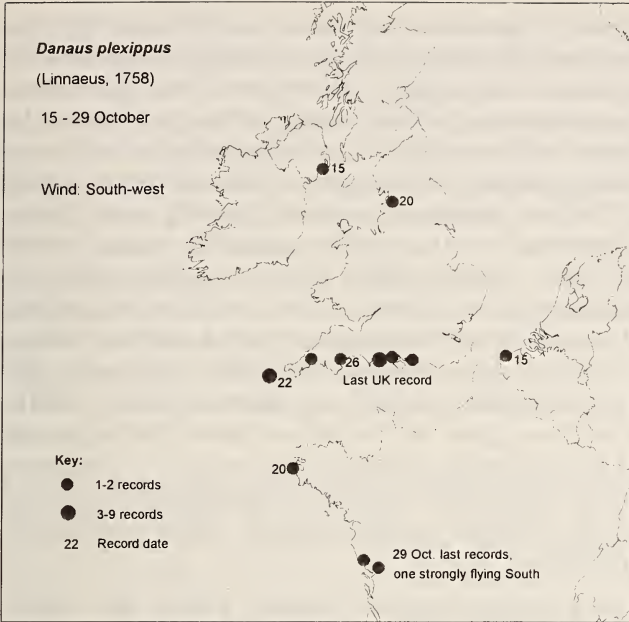 Danaus plexippus
(Linnaeus, 1758)
15 - 29 October
Wind: South-west
15
20
26
Last UK record
22
15
20
Key:
1-2 records
3-9 records
22 Record date
29 Oct. last records,
one strongly flying South